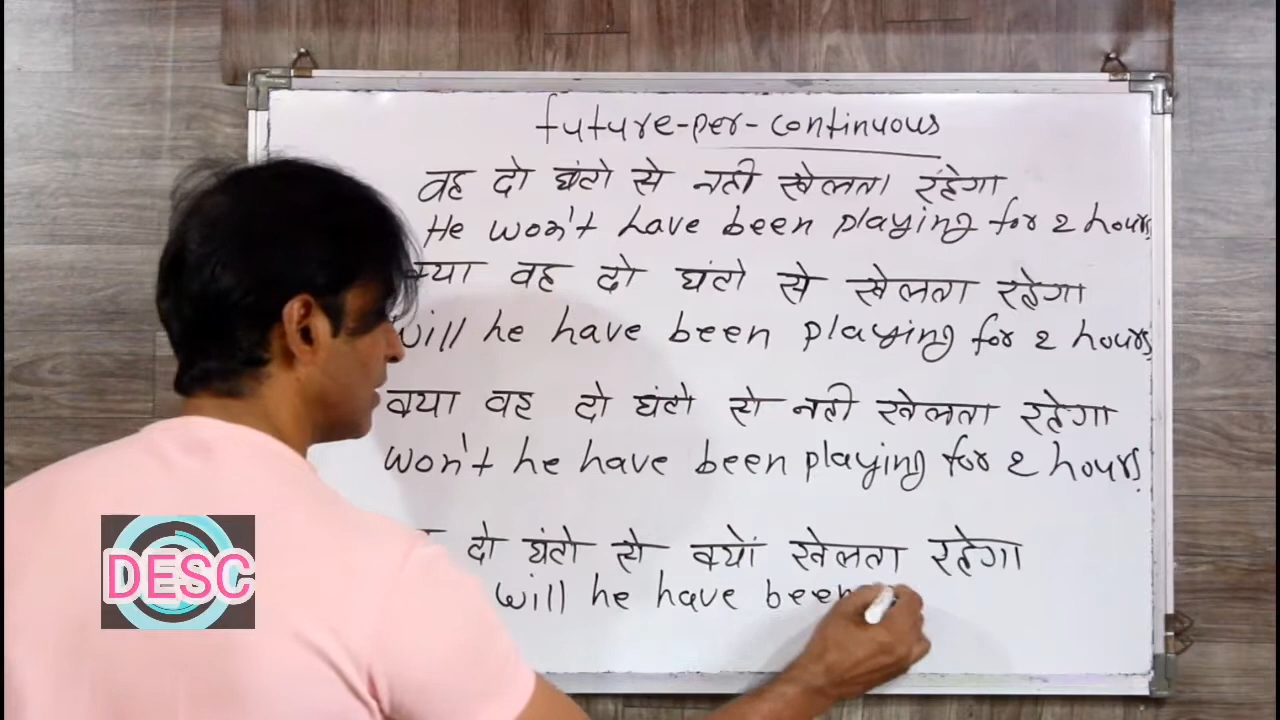 future-per-continuous
वह दो घंटो से नही खेलता रहेगा
He won't have been playing for 2 hours.
क्या वह दो घंटो से खेलता रहेगा
will he have been playing for 2 hours.
क्या वह दो घंटो से नही खेलता रहेगा
won't he have been playing for 2 hours.
दो घंटो से क्यों खेलता रहेगा
will he have been
DESC